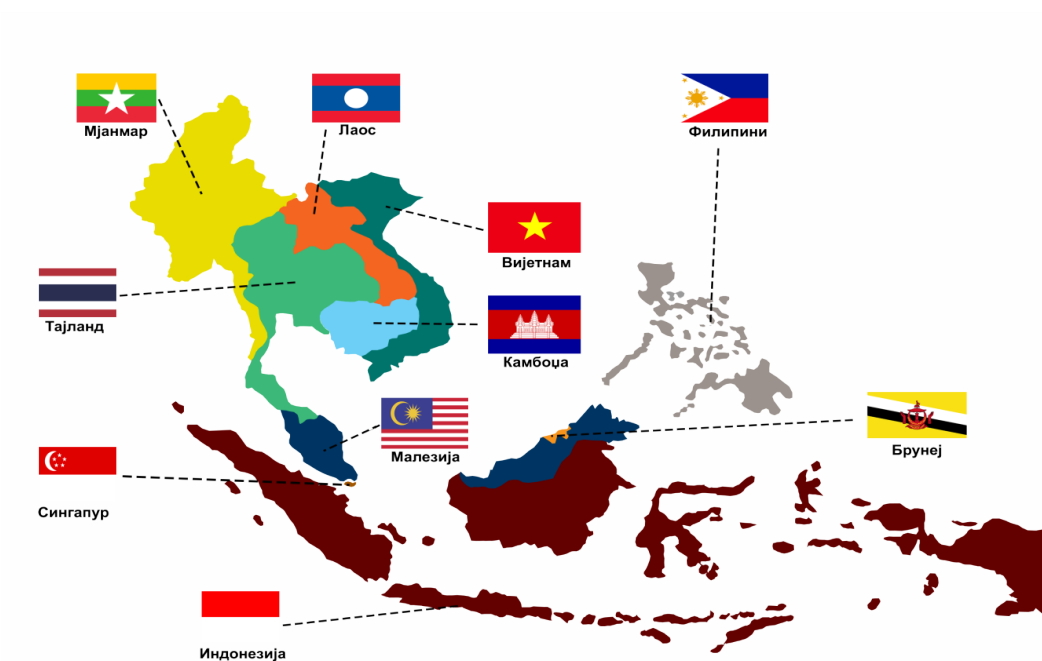 Мјанмар
Лаос
Филипини
Вијетнам
Тајланд
Камбоџа
Малезија
Брунеј
Сингапур
Индонезија